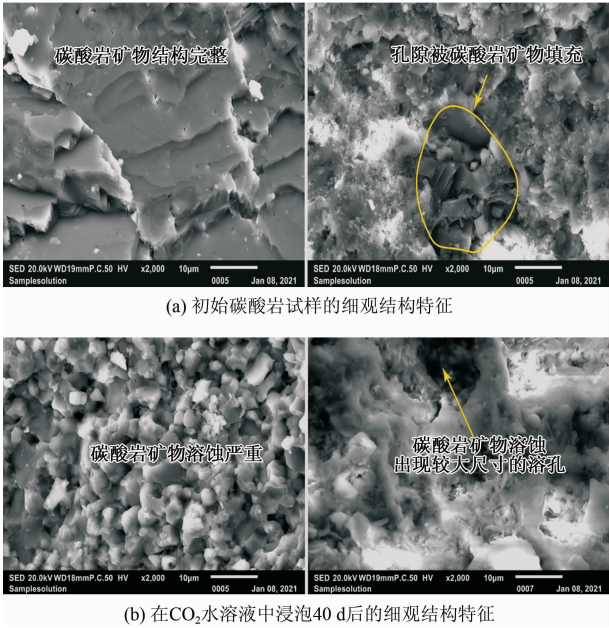 碳酸岩矿物结构完整
孔隙被碳酸岩矿物填充
SED 20.0kV WD19mmP.C.50 HV x2,000 10μm 0005 Jan 08, 2021
Samplesolution
SED 20.0kV WD18mmP.C.50 HV x2,000 10μm 0009 Jan 08, 2021
Samplesolution
(a) 初始碳酸岩试样的细观结构特征
碳酸岩矿物溶蚀严重
碳酸岩矿物溶蚀
出现较大尺寸的溶孔
SED 20.0kV WD18mmP.C.50 HV x2,000 10μm 0005 Jan 08, 2021
Samplesolution
SED 20.0kV WD18mmP.C.50 HV x2,000 10μm 0007 Jan 08, 2021
Samplesolution
(b) 在CO₂水溶液中浸泡40 d后的细观结构特征